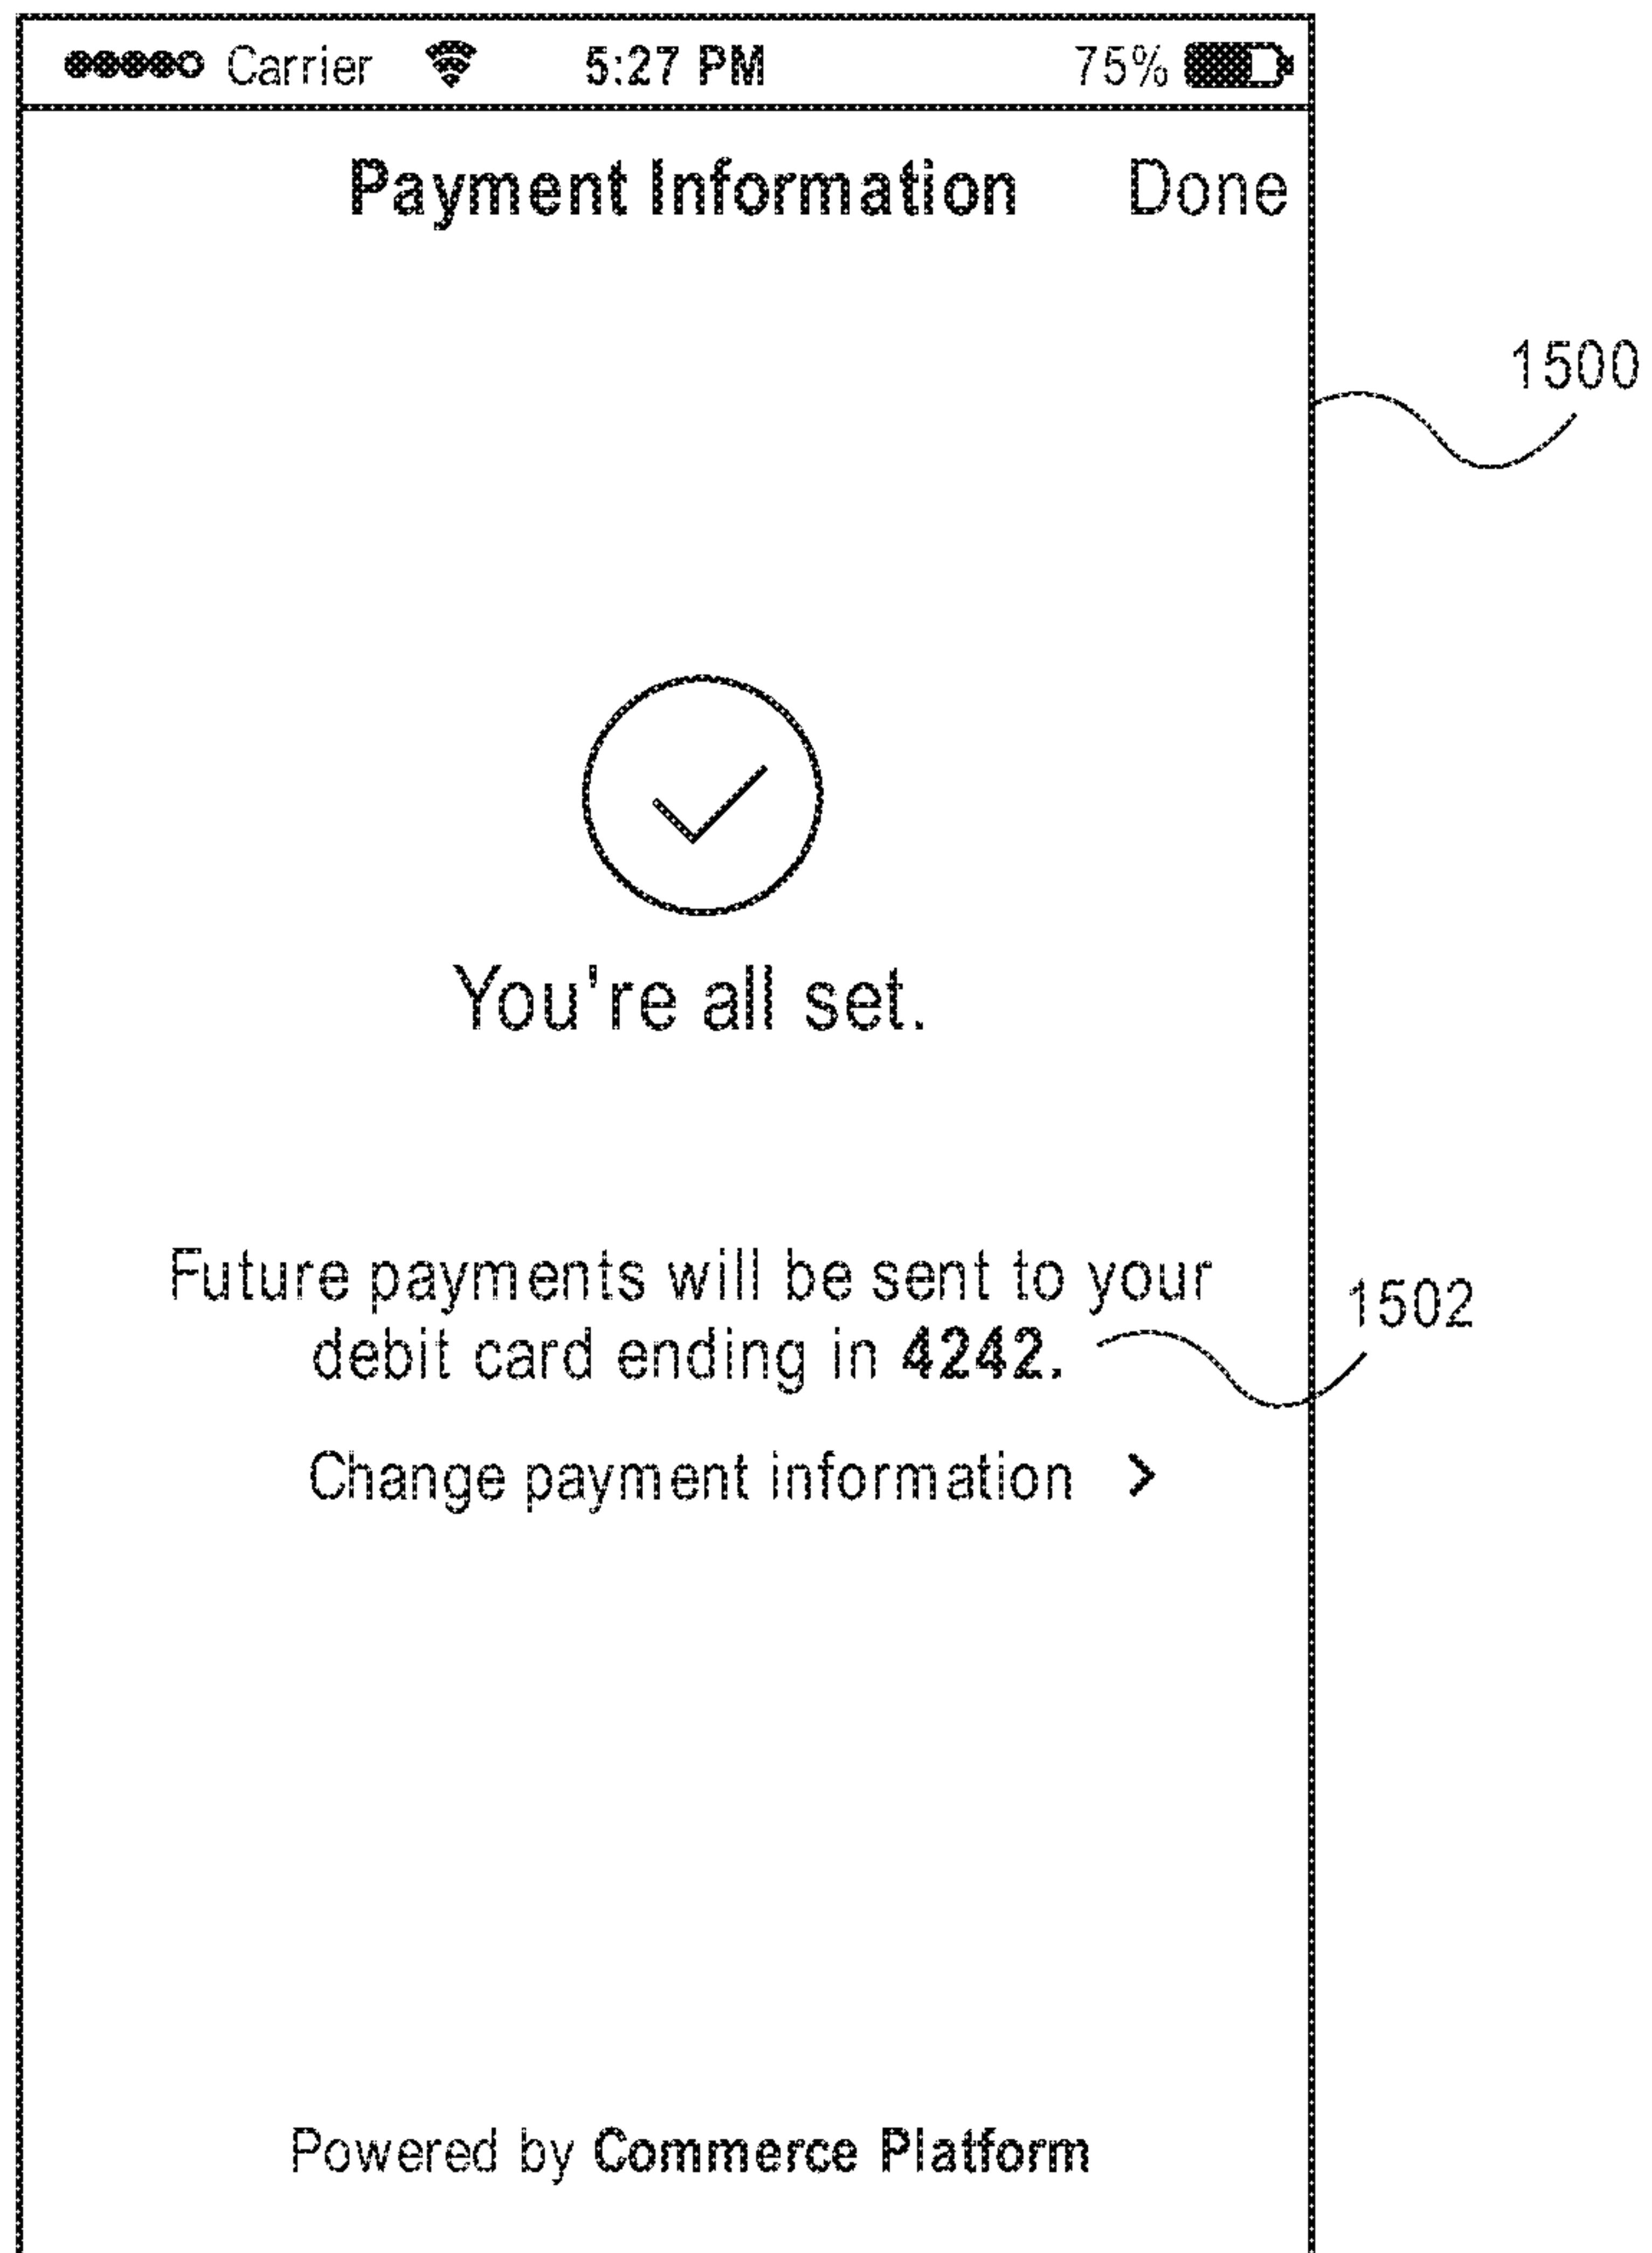 Carrier 5:27 PM 75%
Payment Information Done
1500
You're all set.
Future payments will be sent to your
debit card ending in 4242.
1502
Change payment information >
Powered by Commerce Platform